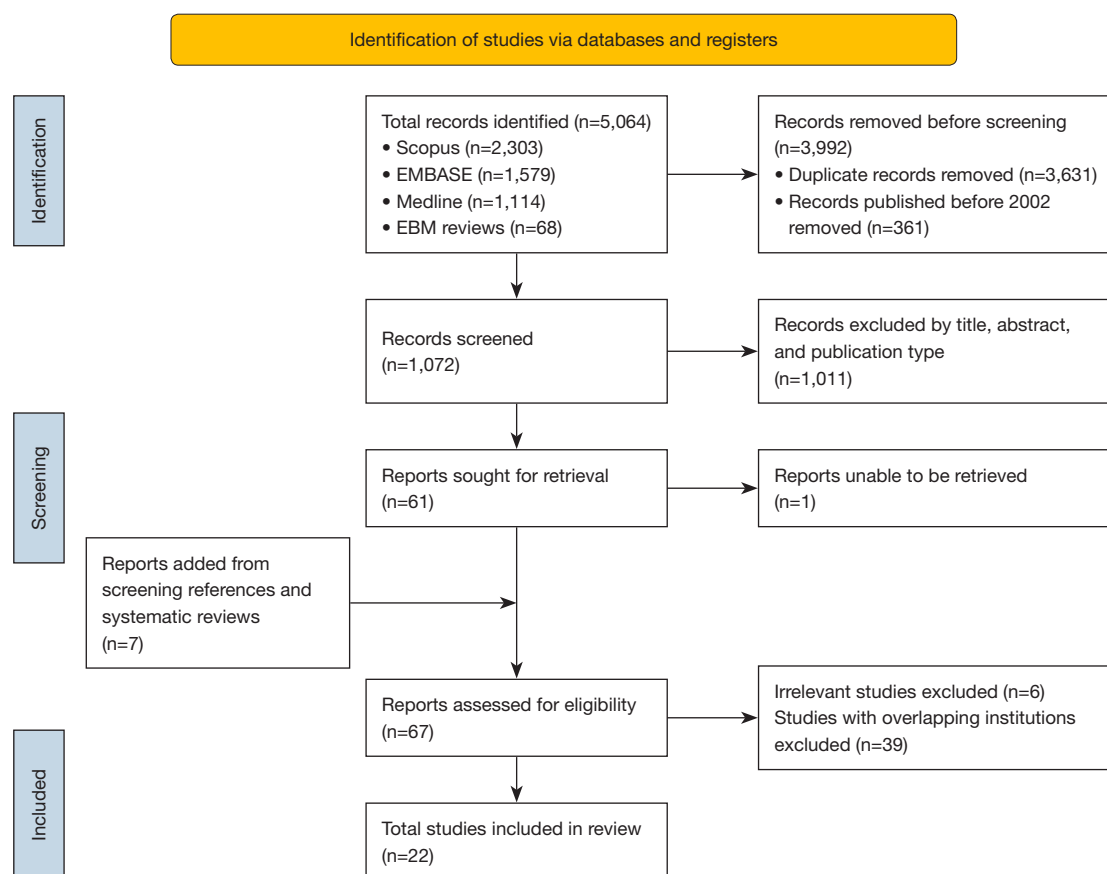 Identification of studies via databases and registers
Identification
Total records identified (n=5,064)
• Scopus (n=2,303)
• EMBASE (n=1,579)
• Medline (n=1,114)
• EBM reviews (n=68)
Records removed before screening
(n=3,992)
• Duplicate records removed (n=3,631)
• Records published before 2002
removed (n=361)
Records screened
(n=1,072)
Records excluded by title, abstract,
and publication type
(n=1,011)
Screening
Reports sought for retrieval
(n=61)
Reports unable to be retrieved
(n=1)
Reports added from
screening references and
systematic reviews
(n=7)
Reports assessed for eligibility
(n=67)
Irrelevant studies excluded (n=6)
Studies with overlapping institutions
excluded (n=39)
Included
Total studies included in review
(n=22)